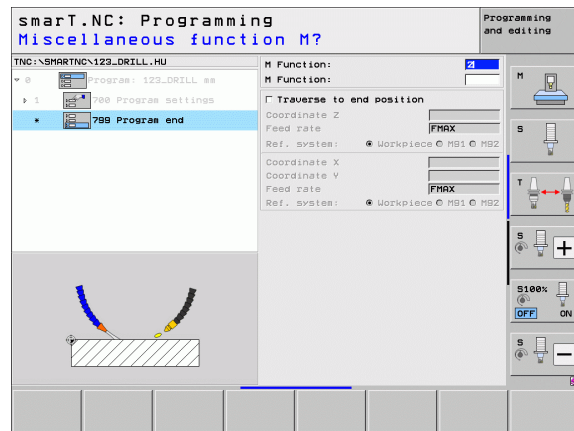 smarT.NC: Programming
Miscellaneous function M?
Programming
and editing
TNC:\SMARTNC\123_DRILL.HU
0 Program: 123_DRILL mm
1 700 Program settings
* 799 Program end
M Function:
M Function:
Traverse to end position
Coordinate Z
Feed rate FMAX
Ref. system: Workpiece M91 M92
Coordinate X
Coordinate Y
Feed rate FMAX
Ref. system: Workpiece M91 M92
M
S
T
S
+
S100%
OFF ON
S
−